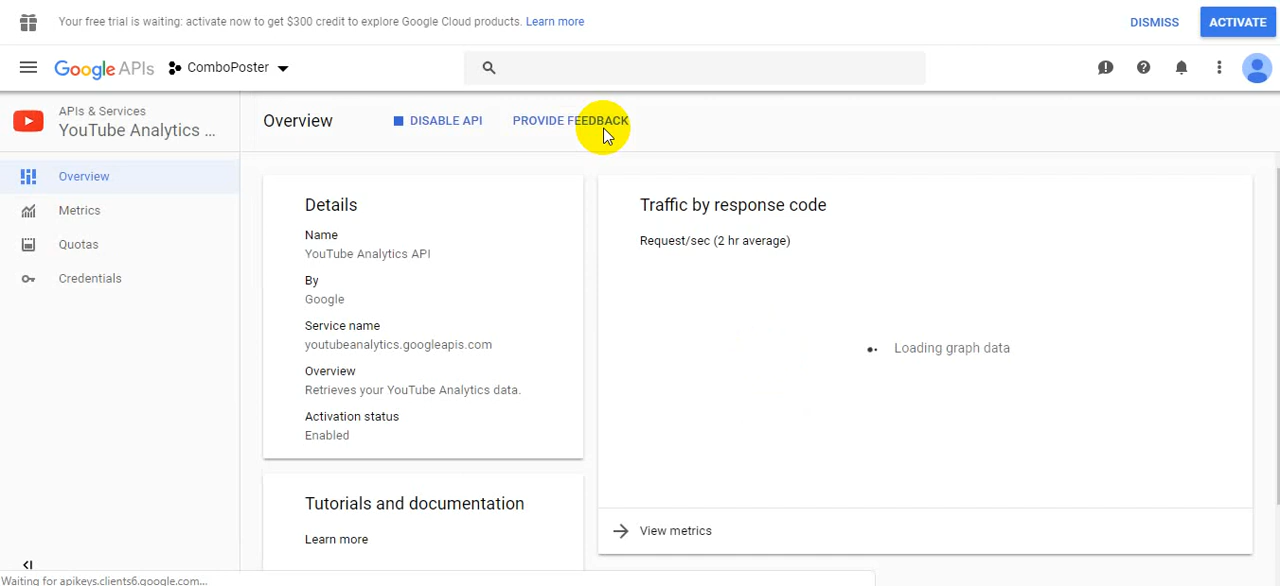 Your free trial is waiting: activate now to get $300 credit to explore Google Cloud products. Learn more
DISMISS
ACTIVATE
Google APIs
ComboPoster
APIs & Services
YouTube Analytics ...
Overview
DISABLE API
PROVIDE FEEDBACK
Overview
Metrics
Quotas
Credentials
Details
Name
YouTube Analytics API
By
Google
Service name
youtubeanalytics.googleapis.com
Overview
Retrieves your YouTube Analytics data.
Activation status
Enabled
Tutorials and documentation
Learn more
Traffic by response code
Request/sec (2 hr average)
Loading graph data
View metrics
Waiting for apikeys.clients6.google.com...